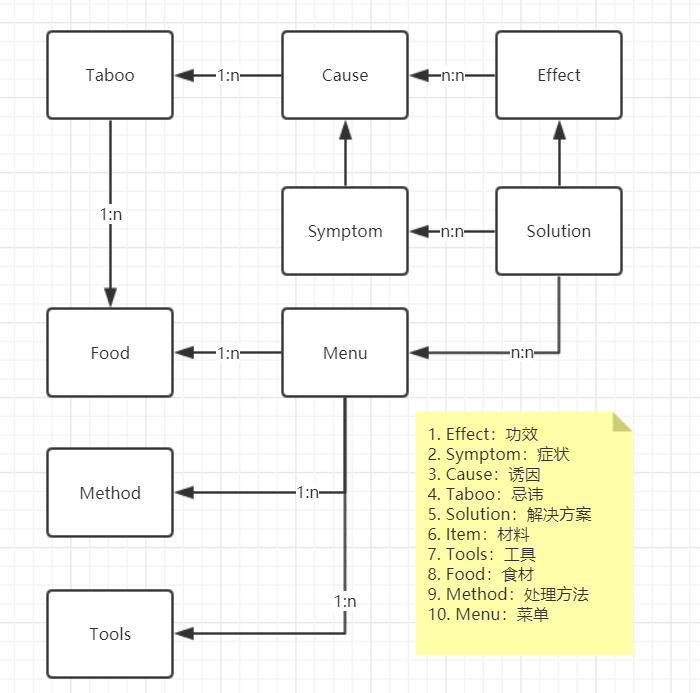 Taboo
1:n
Cause
n:n
Effect
1:n
Symptom
n:n
Solution
Food
1:n
Menu
n:n
Method
1:n
Tools
1:n
1. Effect：功效
2. Symptom：症状
3. Cause：诱因
4. Taboo：忌讳
5. Solution：解决方案
6. Item：材料
7. Tools：工具
8. Food：食材
9. Method：处理方法
10. Menu：菜单